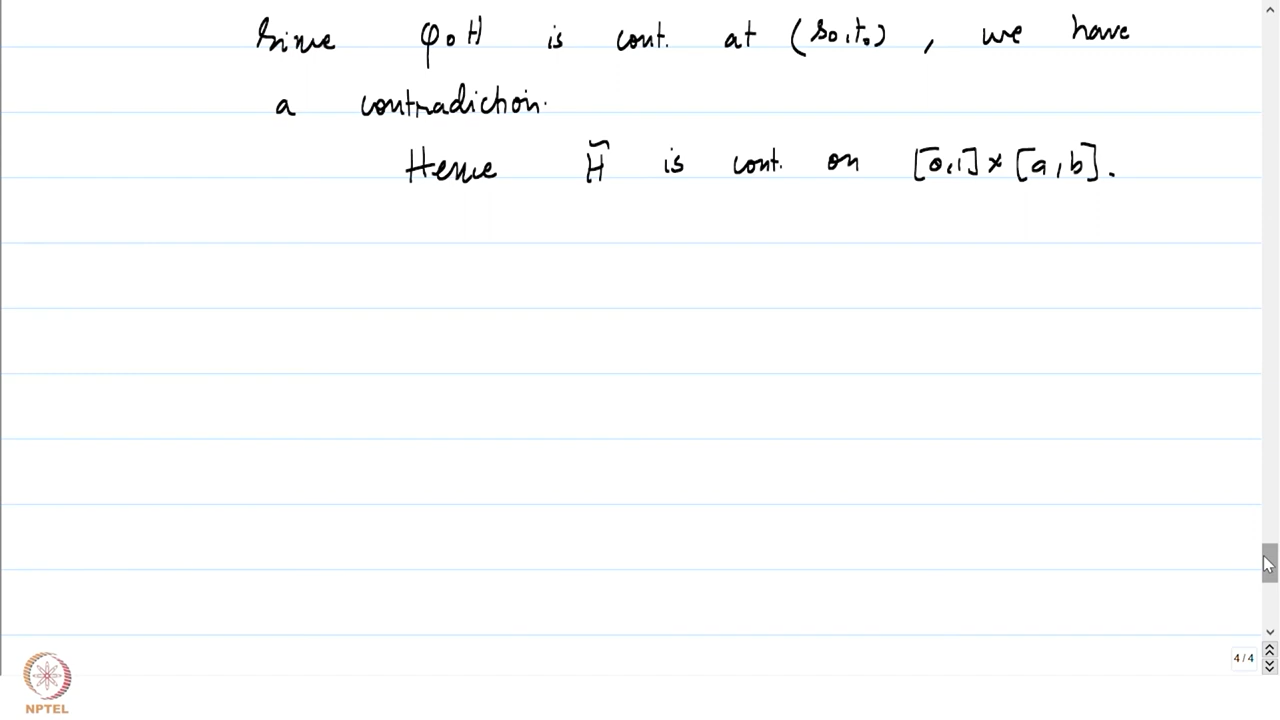 Since φ∘H is cont. at (s₀,t₀), we have
a contradiction.
Hence H̃ is cont. on [0,1]×[a,b].
4 / 4
NPTEL